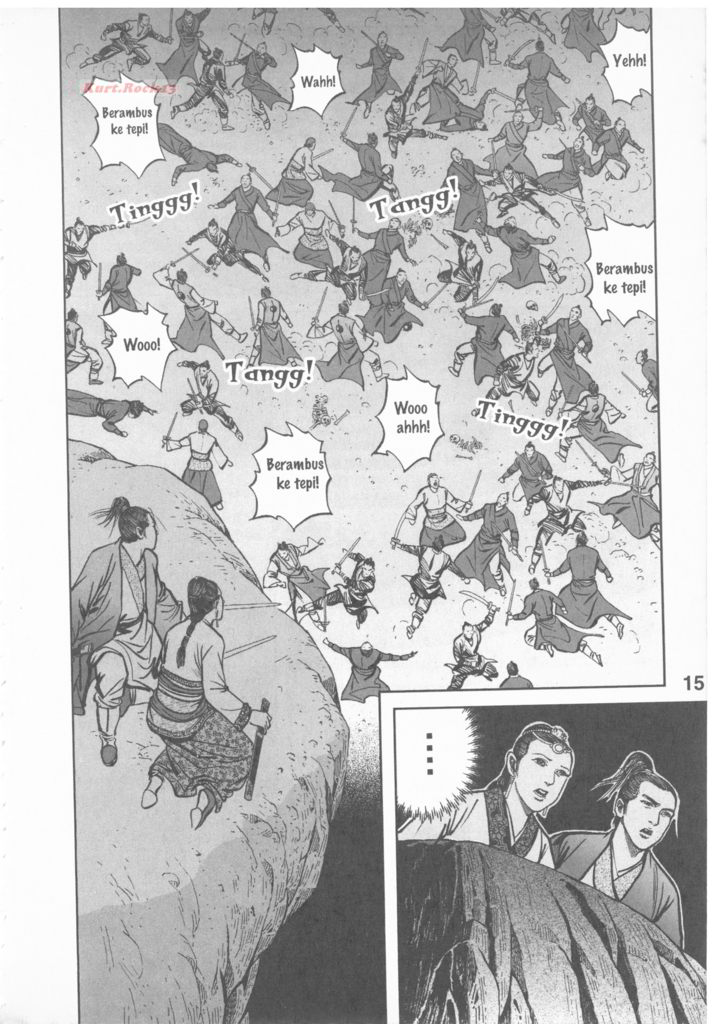 Kurt.Rock13
Wahh!
Yehh!
Berambus
ke tepi!
Tinggg!
Tangg!
Berambus
ke tepi!
Wooo!
Tangg!
Wooo
ahhh!
Tinggg!
Berambus
ke tepi!
15
....